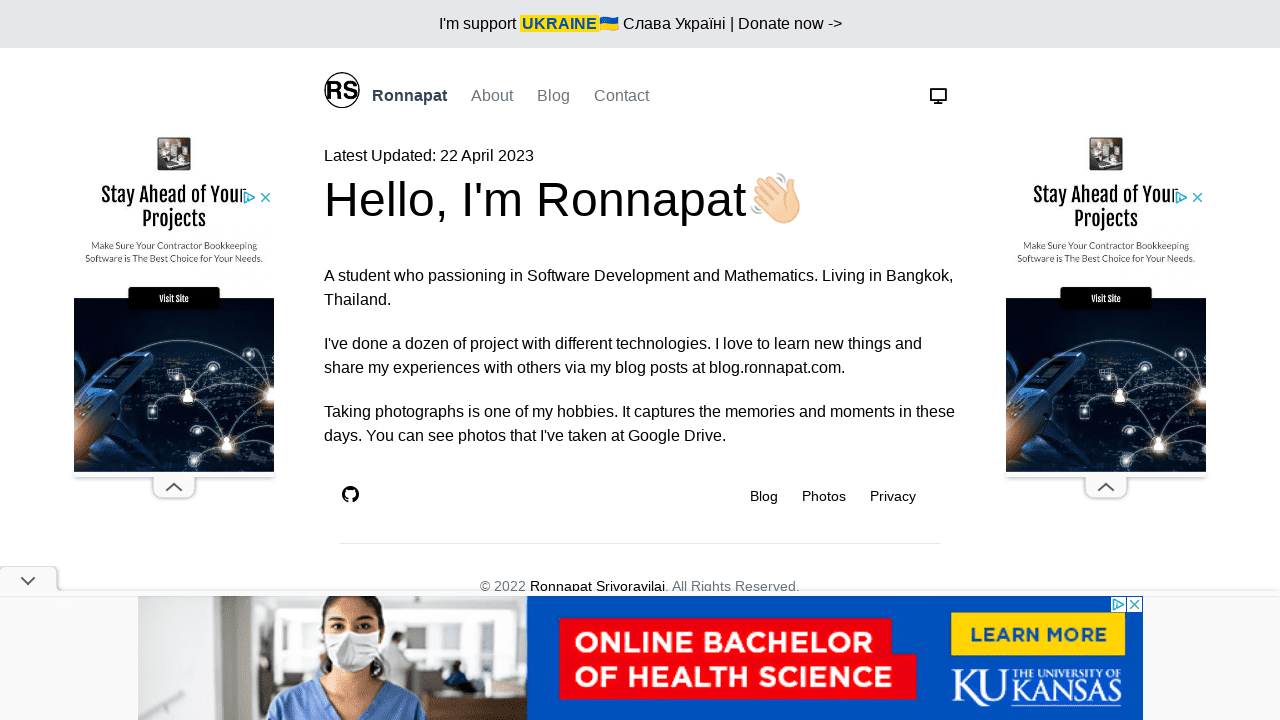 I'm support UKRAINE🇺🇦 Слава Україні | Donate now ->
RS Ronnapat About Blog Contact
Latest Updated: 22 April 2023
Hello, I'm Ronnapat👋🏻
A student who passioning in Software Development and Mathematics. Living in Bangkok,
Thailand.
I've done a dozen of project with different technologies. I love to learn new things and
share my experiences with others via my blog posts at blog.ronnapat.com.
Taking photographs is one of my hobbies. It captures the memories and moments in these
days. You can see photos that I've taken at Google Drive.
Blog Photos Privacy
© 2022 Ronnapat Srivoravilai. All Rights Reserved.
Stay Ahead of Your
Projects
Make Sure Your Contractor Bookkeeping
Software is The Best Choice for Your Needs.
Visit Site
Stay Ahead of Your
Projects
Make Sure Your Contractor Bookkeeping
Software is The Best Choice for Your Needs.
Visit Site
ONLINE BACHELOR
OF HEALTH SCIENCE
LEARN MORE
KU THE UNIVERSITY OF
KANSAS